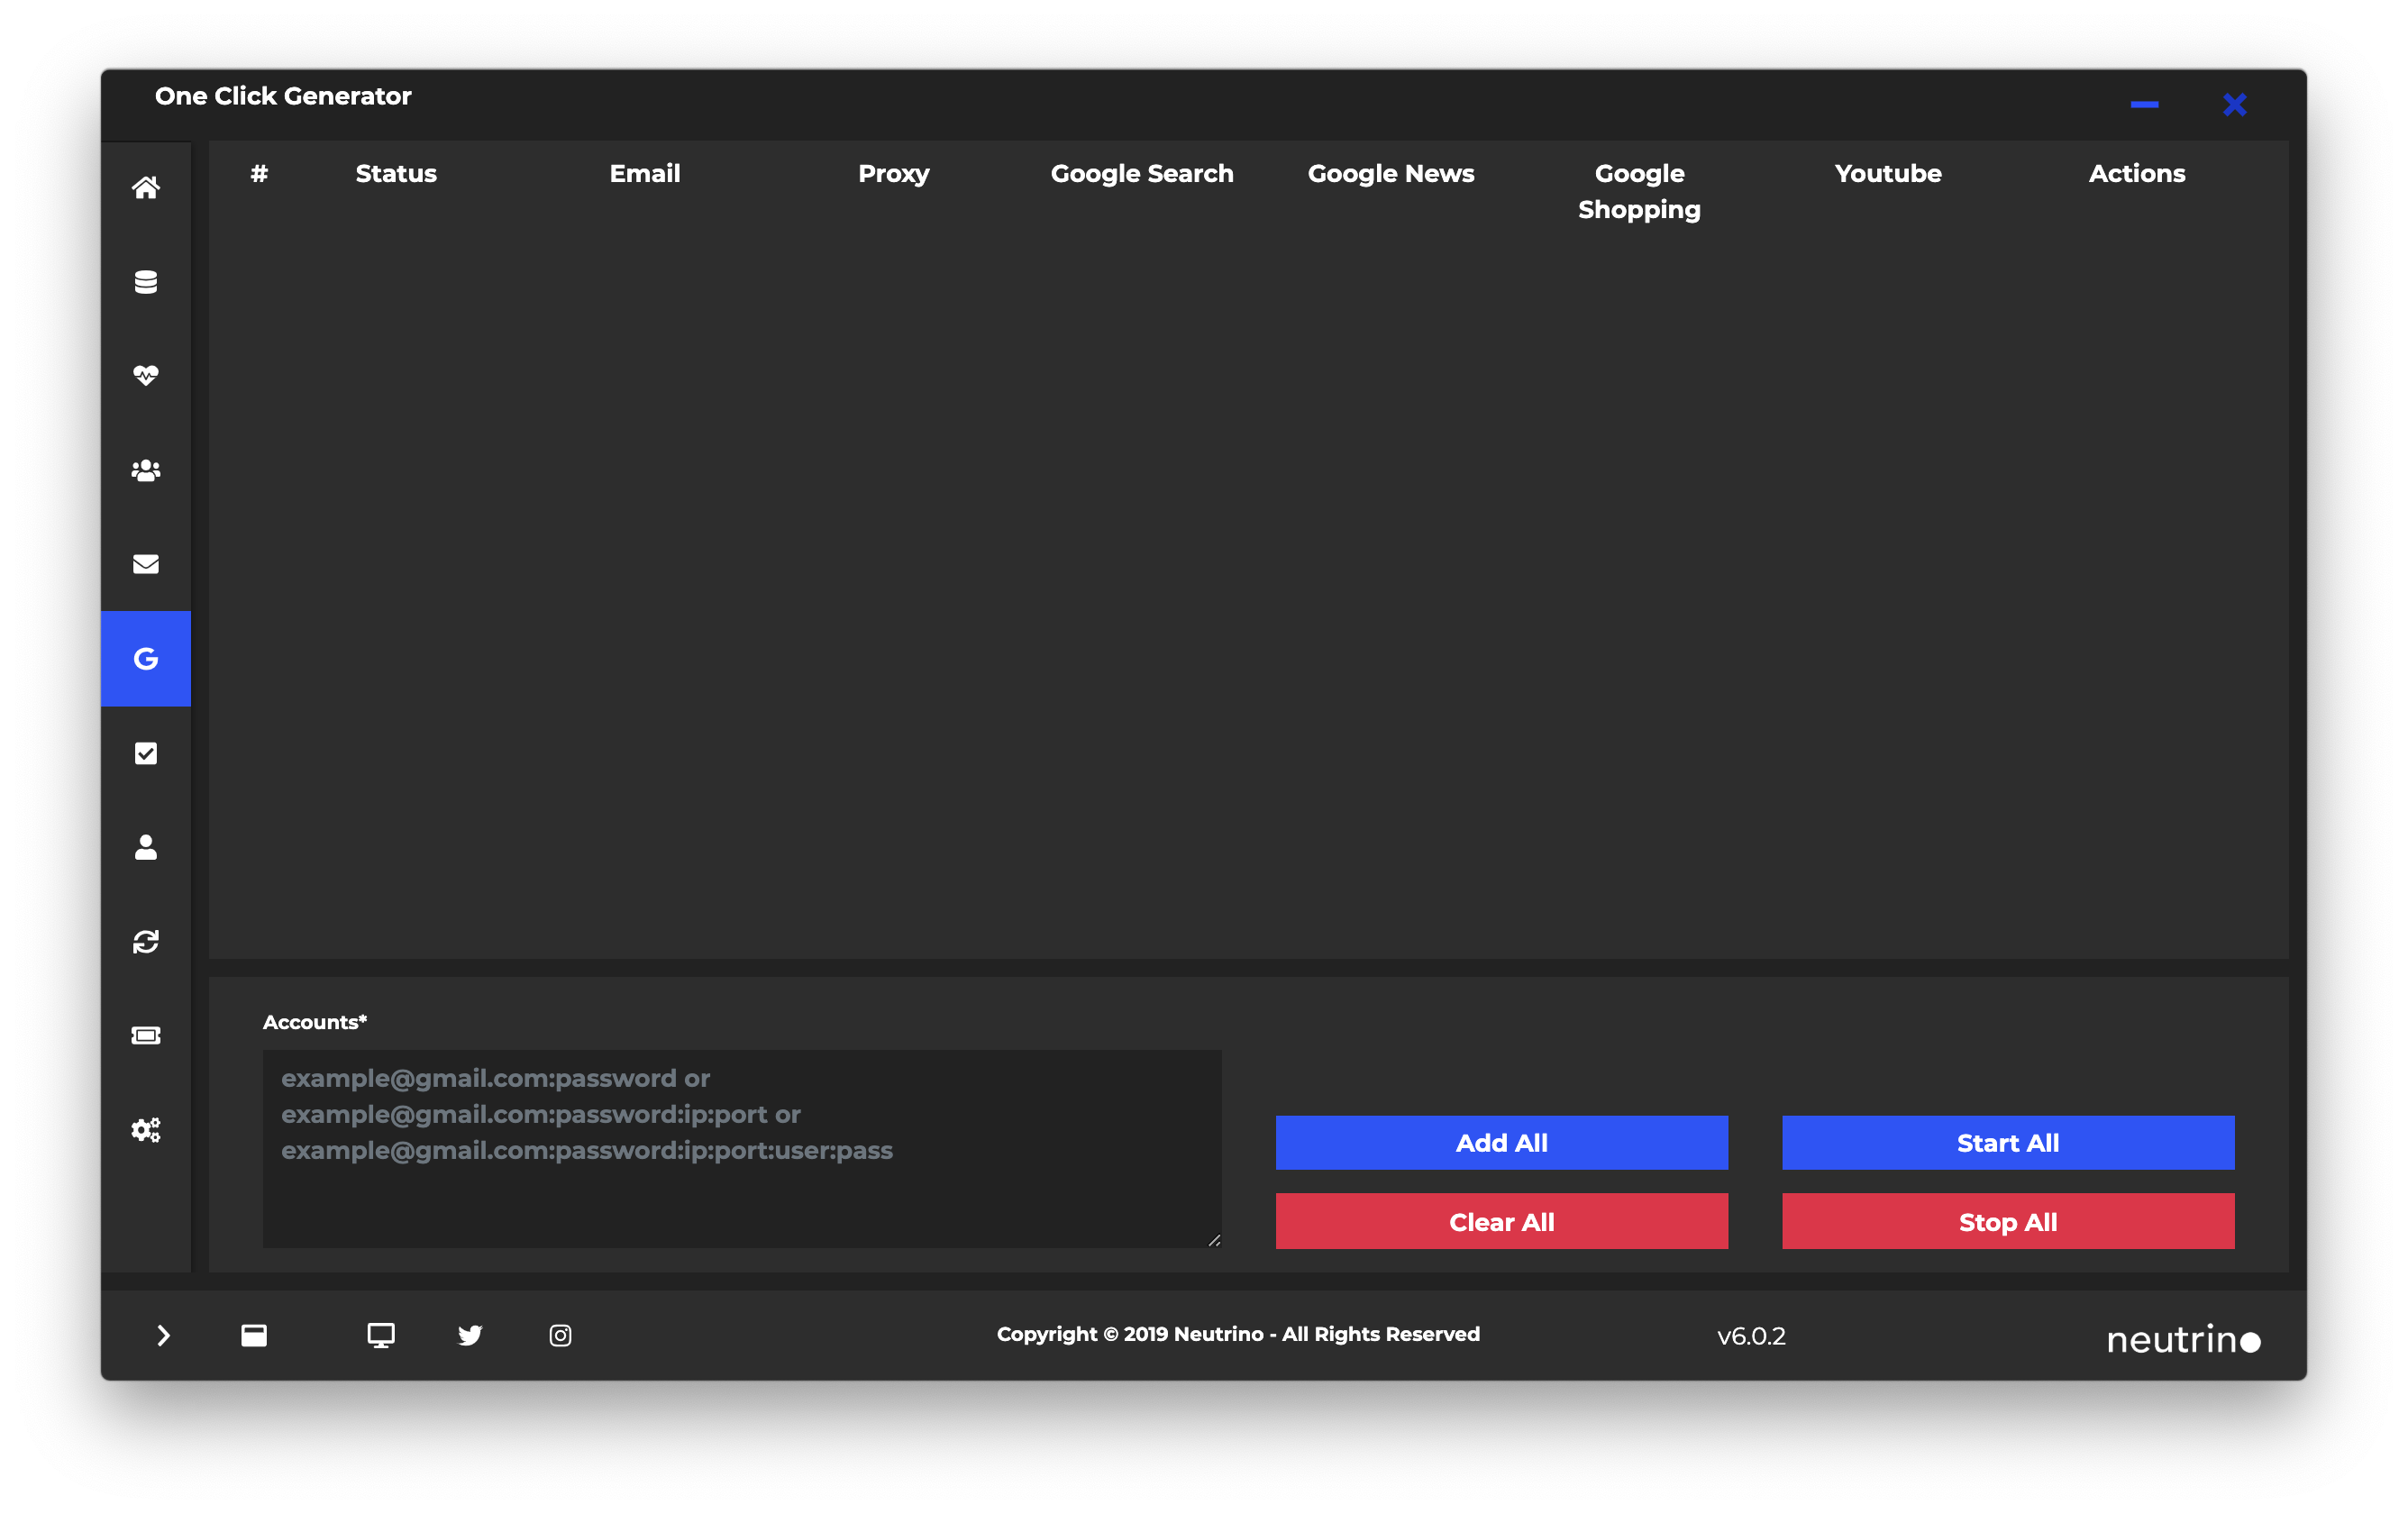 One Click Generator
# Status Email Proxy Google Search Google News Google Shopping Youtube Actions
Accounts*
example@gmail.com:password or
example@gmail.com:password:ip:port or
example@gmail.com:password:ip:port:user:pass
Add All
Start All
Clear All
Stop All
Copyright © 2019 Neutrino - All Rights Reserved
v6.0.2
neutrino